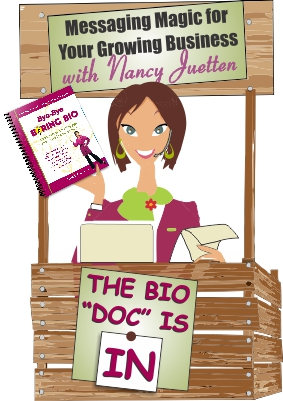 Messaging Magic for
Your Growing Business
with Nancy Juetten
Bye-Bye
BORING BIO
THE BIO
"DOC" IS
IN